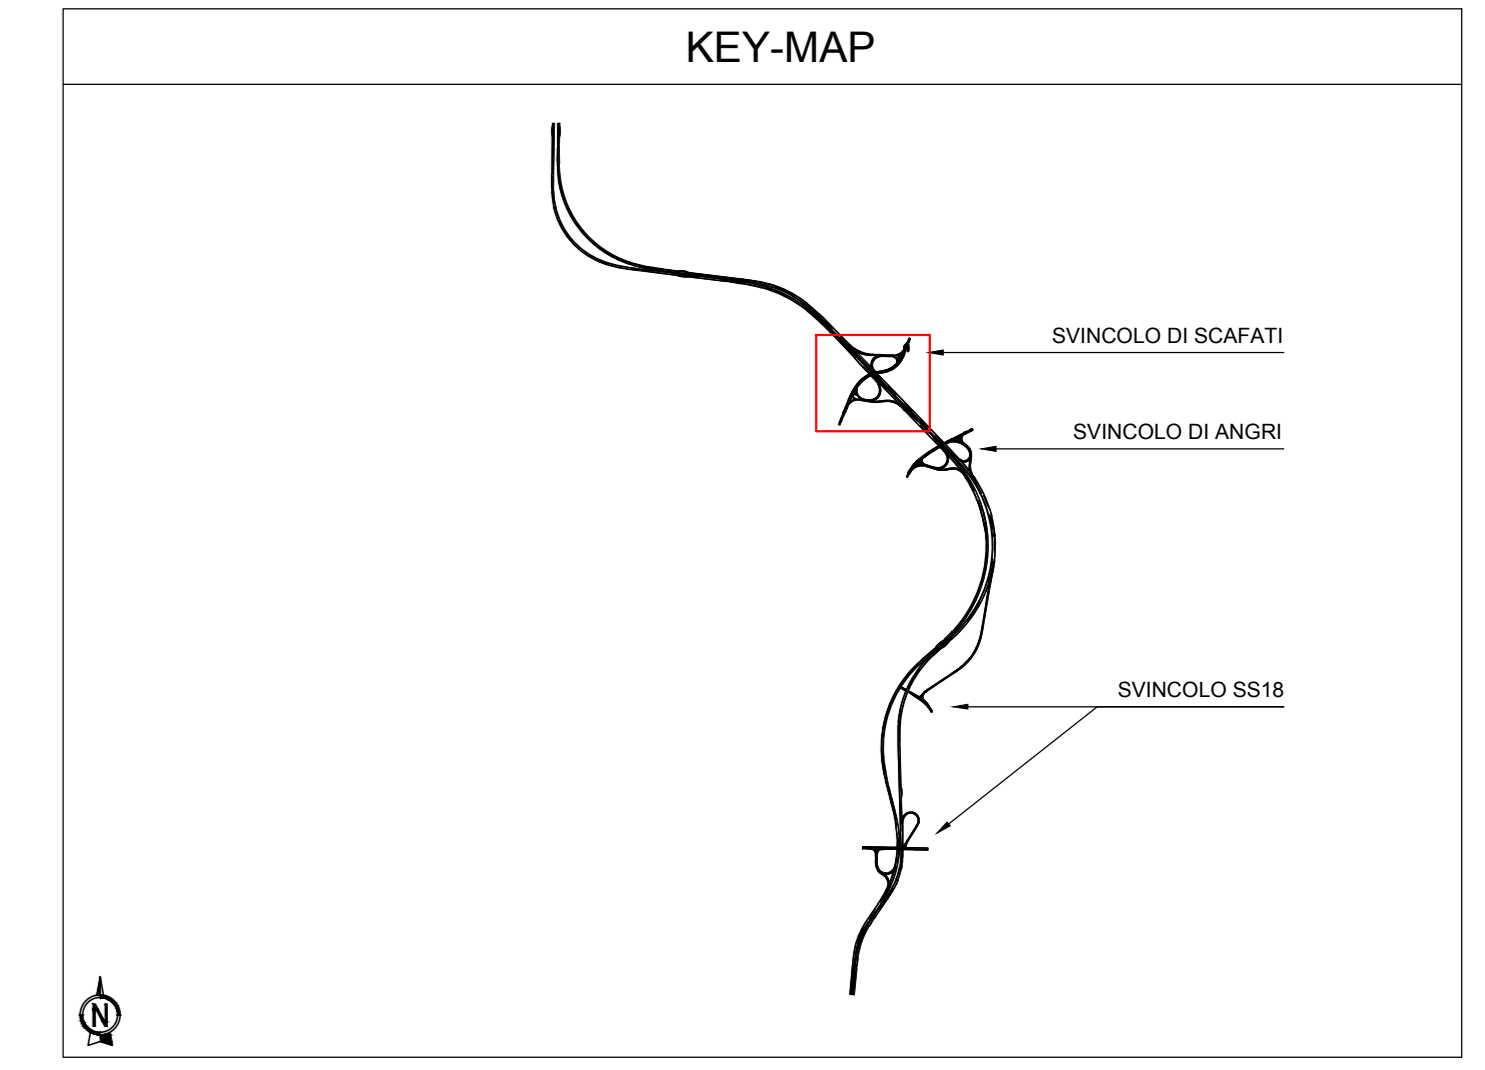 KEY-MAP
SVINCOLO DI SCAFATI
SVINCOLO DI ANGRI
SVINCOLO SS18
N